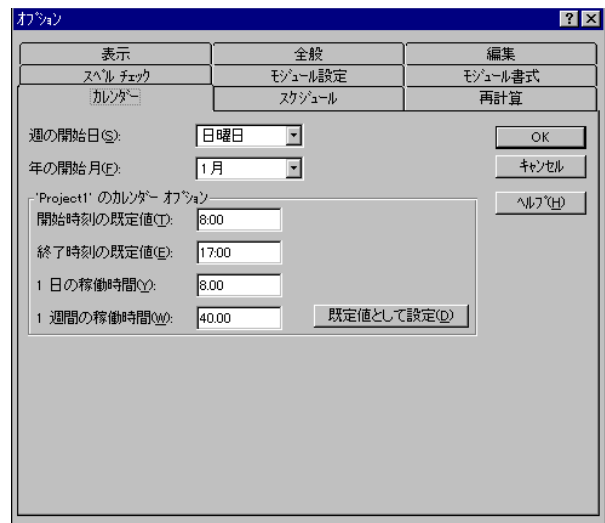 ｵﾌﾟｼｮﾝ
表示 全般 編集
ｽﾍﾟﾙ ﾁｪｯｸ ﾓｼﾞｭｰﾙ設定 ﾓｼﾞｭｰﾙ書式
ｶﾚﾝﾀﾞｰ ｽｹｼﾞｭｰﾙ 再計算
週の開始日(S): 日曜日 OK
年の開始月(F): 1月 ｷｬﾝｾﾙ
'Project1' のｶﾚﾝﾀﾞｰ ｵﾌﾟｼｮﾝ ﾍﾙﾌﾟ(H)
開始時刻の既定値(T): 8:00
終了時刻の既定値(E): 17:00
1 日の稼働時間(Y): 8.00
1 週間の稼働時間(W): 40.00 既定値として設定(D)